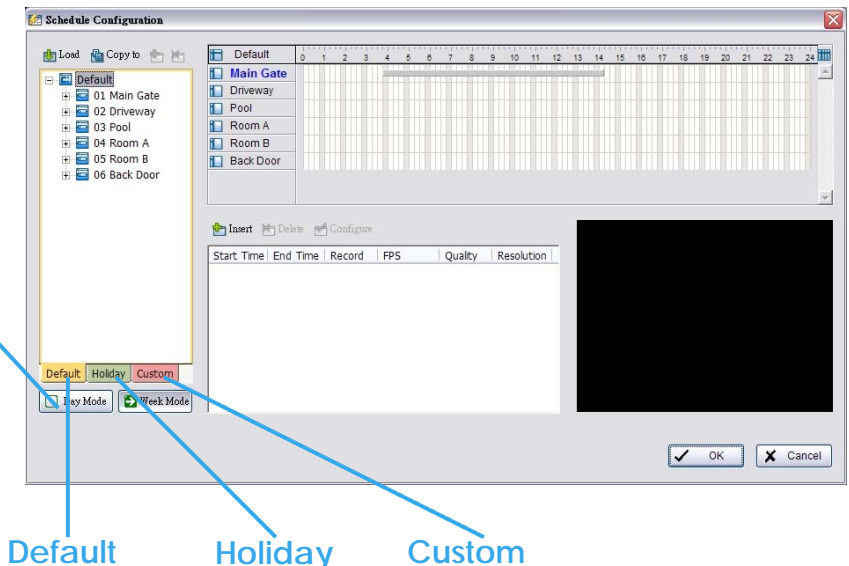 Schedule Configuration
Load Copy to
Default
01 Main Gate
02 Driveway
03 Pool
04 Room A
05 Room B
06 Back Door
Default Holiday Custom
Day Mode Week Mode
Default 0 1 2 3 4 5 6 7 8 9 10 11 12 13 14 15 16 17 18 19 20 21 22 23 24
Main Gate
Driveway
Pool
Room A
Room B
Back Door
Insert Delete Configure
Start Time End Time Record FPS Quality Resolution
OK Cancel
Default Holiday Custom